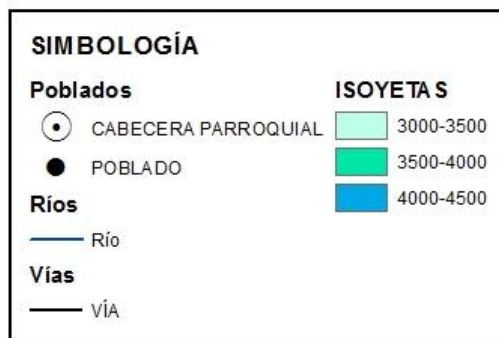 SIMBOLOGÍA
Poblados
CABECERA PARROQUIAL
POBLADO
Ríos
Río
Vías
VÍA
ISOYETAS
3000-3500
3500-4000
4000-4500